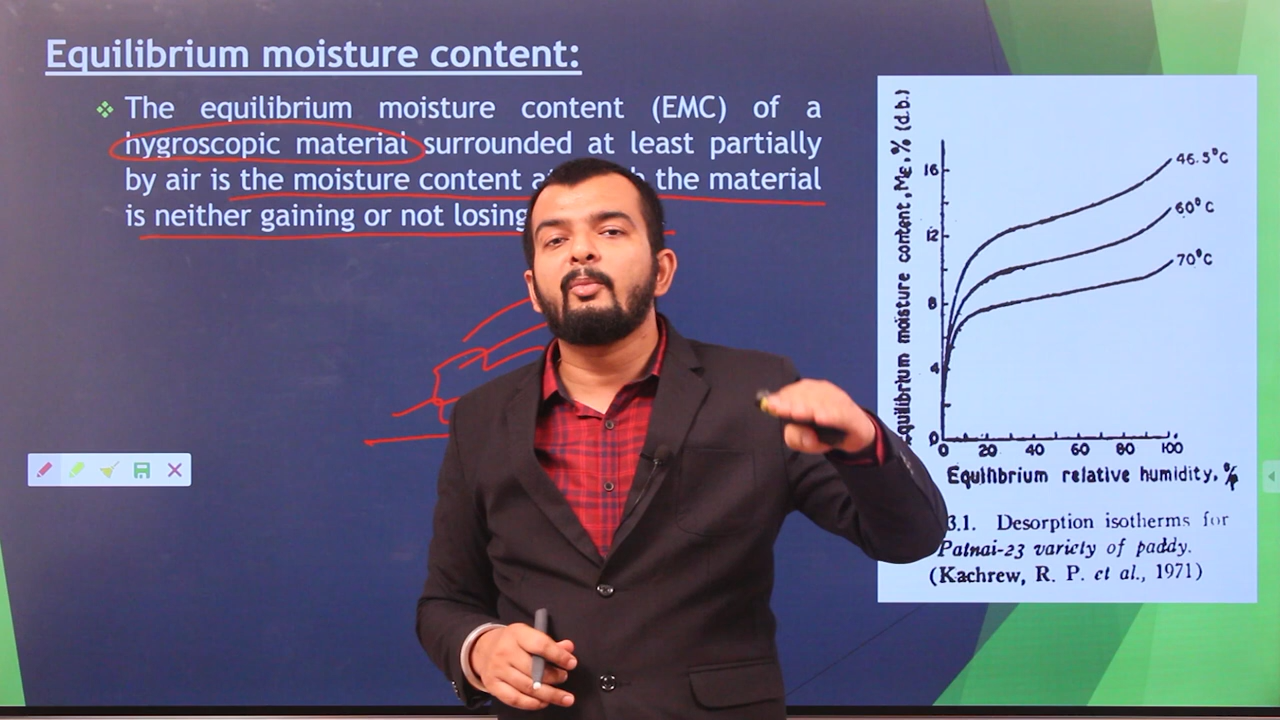 Equilibrium moisture content:
The equilibrium moisture content (EMC) of a
hygroscopic material surrounded at least partially
by air is the moisture content the material
is neither gaining or not losing
Equilibrium moisture content, Me, % (d.b.)
16
12
8
4
0
46.5°C
60°C
70°C
0 20 40 60 80 100
Equilibrium relative humidity, %
3.1. Desorption isotherms for
Patnai-23 variety of paddy.
(Kachrew, R. P. et al., 1971)